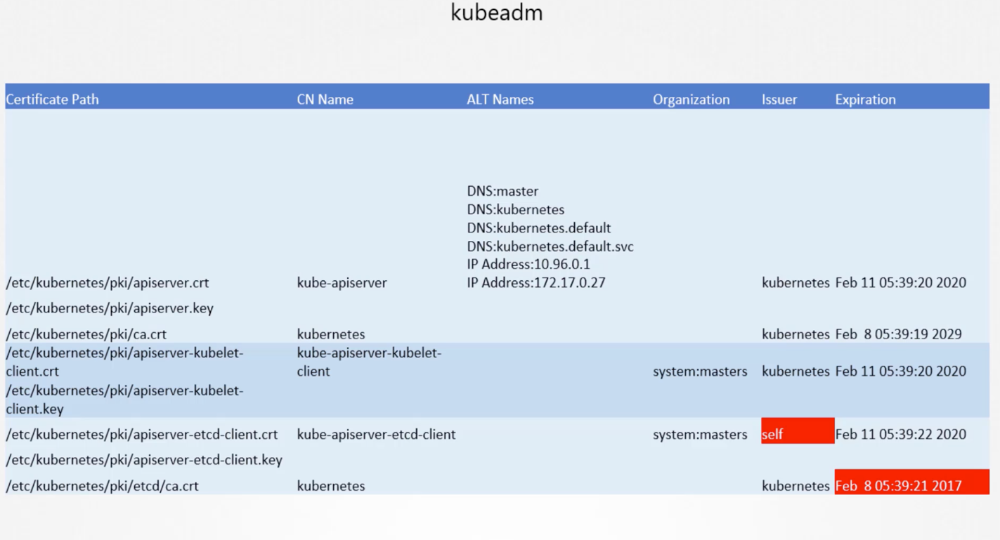 kubeadm
Certificate Path CN Name ALT Names Organization Issuer Expiration
DNS:master
DNS:kubernetes
DNS:kubernetes.default
DNS:kubernetes.default.svc
IP Address:10.96.0.1
/etc/kubernetes/pki/apiserver.crt kube-apiserver IP Address:172.17.0.27 kubernetes Feb 11 05:39:20 2020
/etc/kubernetes/pki/apiserver.key
/etc/kubernetes/pki/ca.crt kubernetes kubernetes Feb 8 05:39:19 2029
/etc/kubernetes/pki/apiserver-kubelet- kube-apiserver-kubelet-
client.crt client system:masters kubernetes Feb 11 05:39:20 2020
/etc/kubernetes/pki/apiserver-kubelet-
client.key
/etc/kubernetes/pki/apiserver-etcd-client.crt kube-apiserver-etcd-client system:masters self Feb 11 05:39:22 2020
/etc/kubernetes/pki/apiserver-etcd-client.key
/etc/kubernetes/pki/etcd/ca.crt kubernetes kubernetes Feb 8 05:39:21 2017